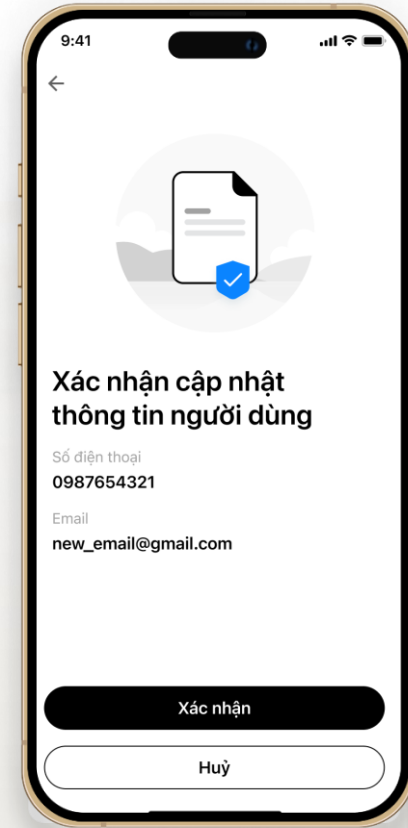 9:41
Xác nhận cập nhật
thông tin người dùng
Số điện thoại
0987654321
Email
new_email@gmail.com
Xác nhận
Huỷ